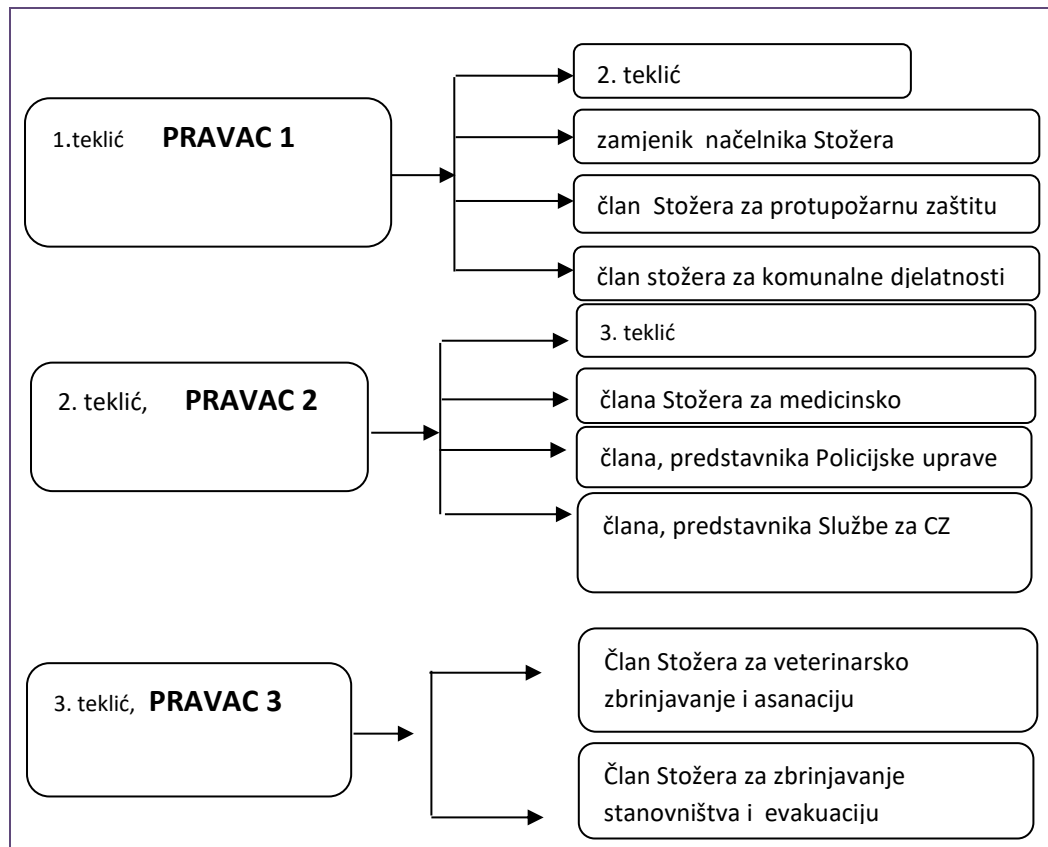 1.teklić PRAVAC 1
2. teklić
zamjenik načelnika Stožera
član Stožera za protupožarnu zaštitu
član stožera za komunalne djelatnosti
2. teklić, PRAVAC 2
3. teklić
člana Stožera za medicinsko
člana, predstavnika Policijske uprave
člana, predstavnika Službe za CZ
3. teklić, PRAVAC 3
Član Stožera za veterinarsko
zbrinjavanje i asanaciju
Član Stožera za zbrinjavanje
stanovništva i evakuaciju